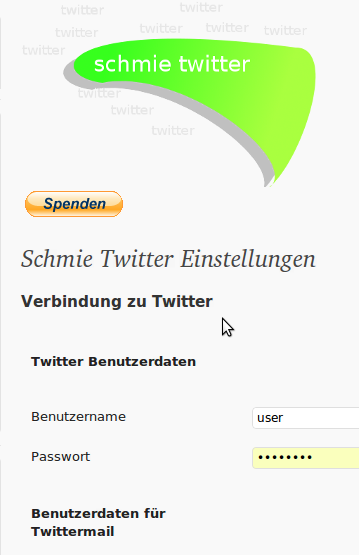 twitter
twitter
twitter
twitter
twitter
twitter
twitter
schmie twitter
twitter
twitter
twitter
Spenden
Schmie Twitter Einstellungen
Verbindung zu Twitter
Twitter Benutzerdaten
Benutzername
user
Passwort
••••••••
Benutzerdaten für
Twittermail